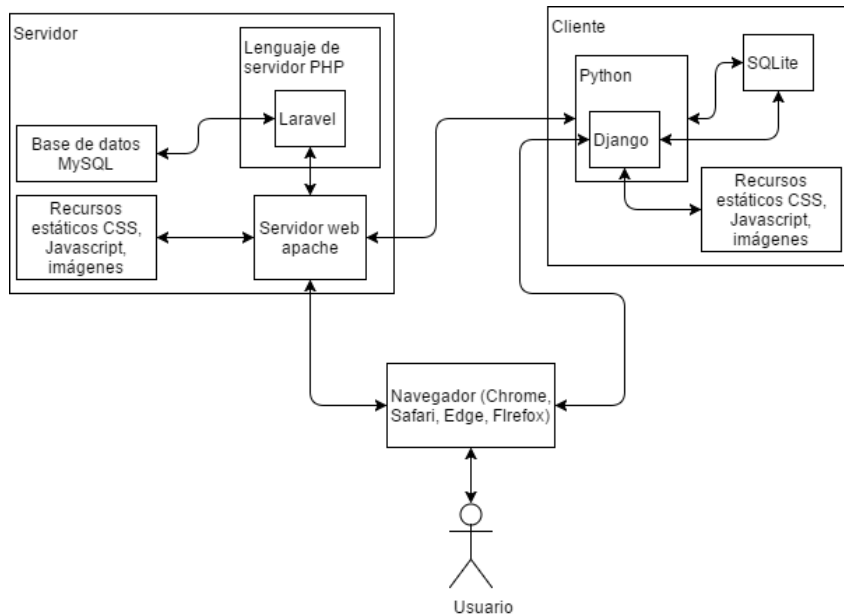 Servidor
Lenguaje de
servidor PHP
Laravel
Base de datos
MySQL
Recursos
estáticos CSS,
Javascript,
imágenes
Servidor web
apache
Cliente
Python
SQLite
Django
Recursos
estáticos CSS,
Javascript,
imágenes
Navegador (Chrome,
Safari, Edge, FIrefox)
Usuario